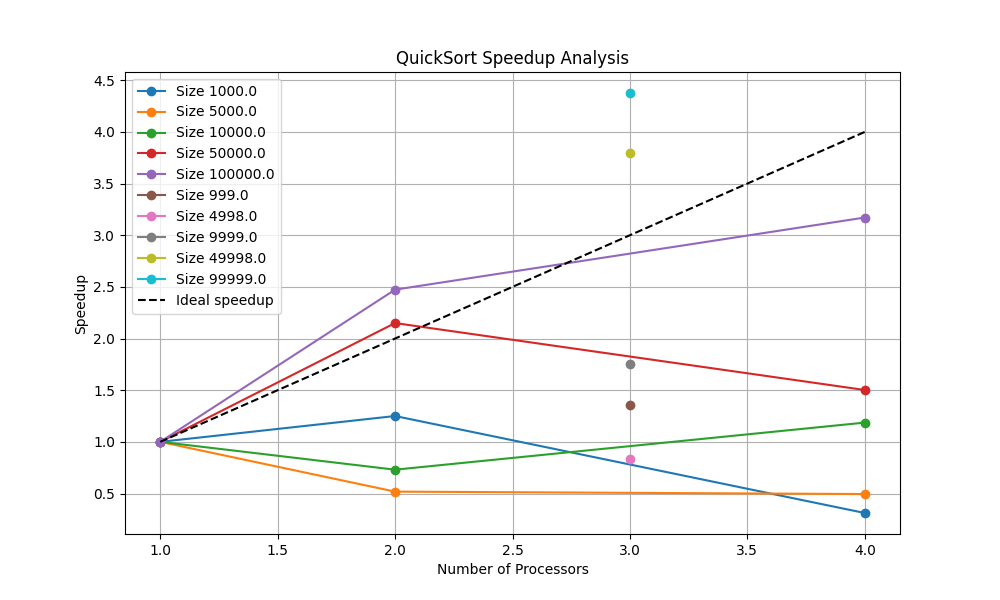 QuickSort Speedup Analysis
Speedup
4.5
4.0
3.5
3.0
2.5
2.0
1.5
1.0
0.5
Size 1000.0
Size 5000.0
Size 10000.0
Size 50000.0
Size 100000.0
Size 999.0
Size 4998.0
Size 9999.0
Size 49998.0
Size 99999.0
Ideal speedup
1.0 1.5 2.0 2.5 3.0 3.5 4.0
Number of Processors